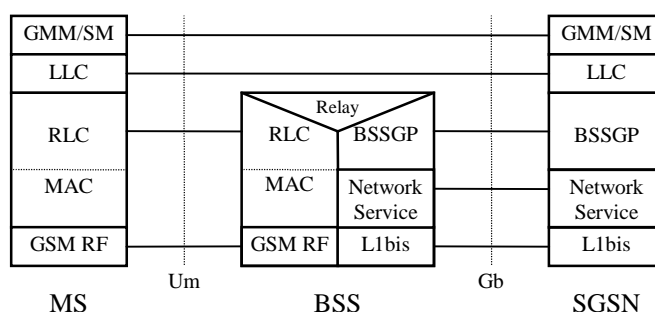 GMM/SM
GMM/SM
LLC
LLC
Relay
RLC
RLC
BSSGP
BSSGP
MAC
MAC
Network
Service
Network
Service
GSM RF
GSM RF
L1bis
L1bis
Um
Gb
MS
BSS
SGSN